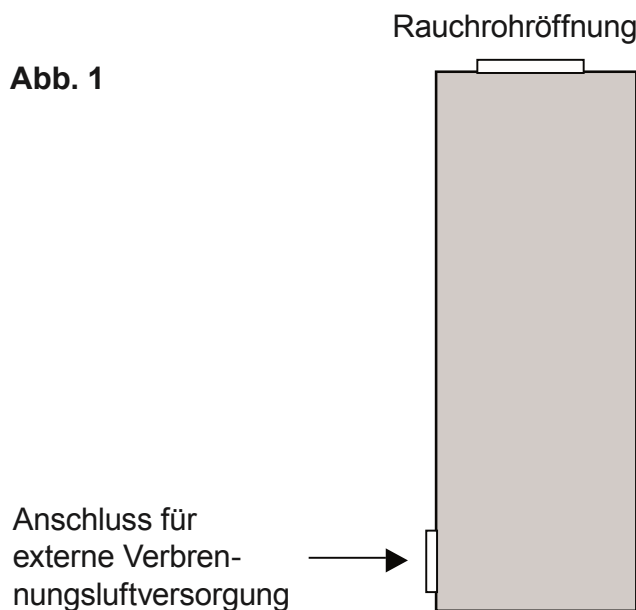 Rauchrohröffnung
Abb. 1
Anschluss für
externe Verbren-
nungsluftversorgung